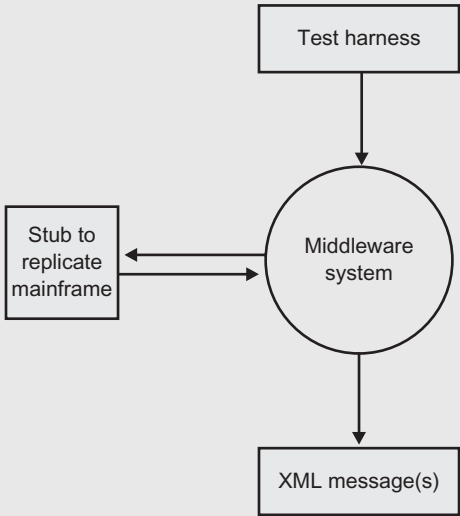 Test harness
Stub to
replicate
mainframe
Middleware
system
XML message(s)